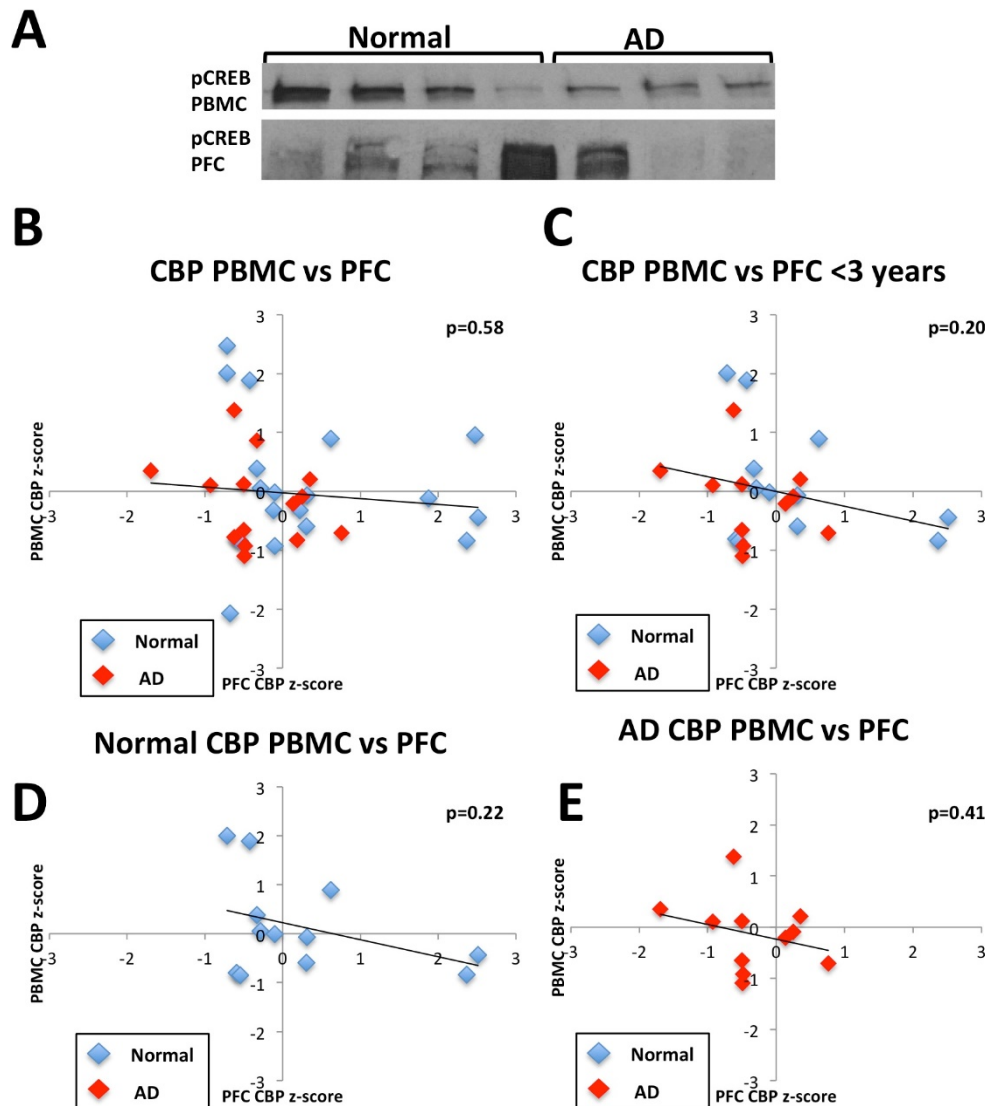 A
Normal AD
pCREB
PBMC
pCREB
PFC
B
CBP PBMC vs PFC
p=0.58
3
2
1
0
-1
-2
-3
-3 -2 -1 0 1 2 3
PBMC CBP z-score
PFC CBP z-score
Normal
AD
C
CBP PBMC vs PFC <3 years
p=0.20
3
2
1
0
-1
-2
-3
-3 -2 -1 0 1 2 3
PBMC CBP z-score
PFC CBP z-score
Normal
AD
D
Normal CBP PBMC vs PFC
p=0.22
3
2
1
0
-1
-2
-3
-3 -2 -1 0 1 2 3
PBMC CBP z-score
PFC CBP z-score
Normal
AD
E
AD CBP PBMC vs PFC
p=0.41
3
2
1
0
-1
-2
-3
-3 -2 -1 0 1 2 3
PBMC CBP z-score
PFC CBP z-score
Normal
AD